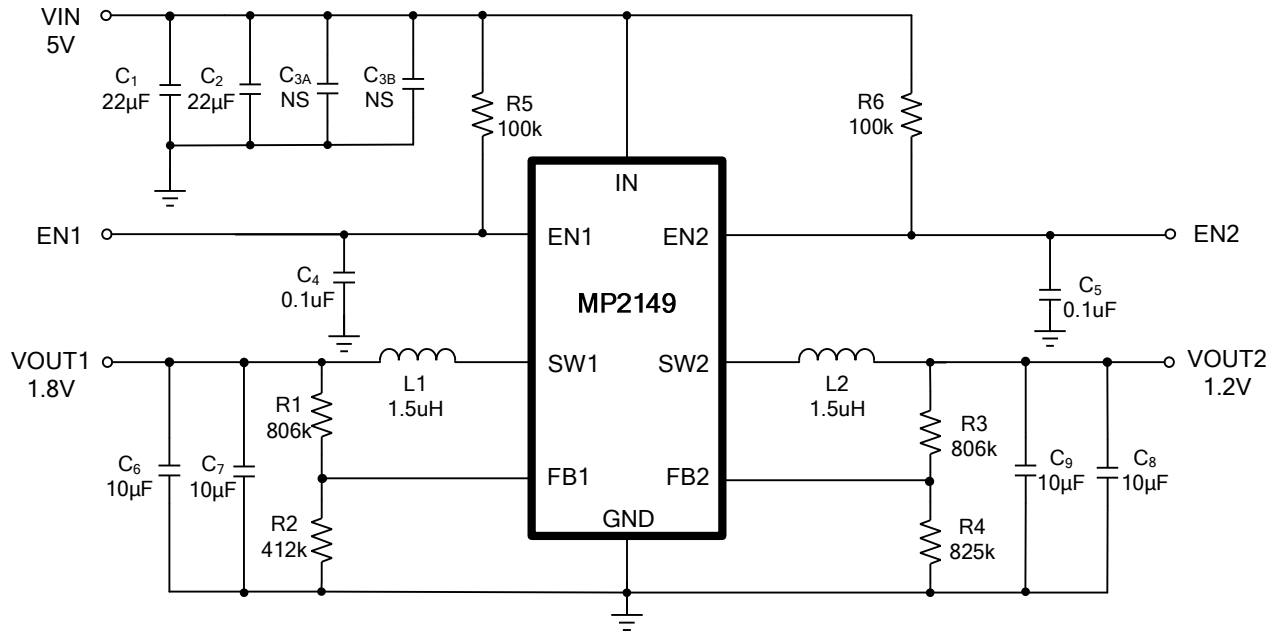 VIN
5V
C₁
22µF
C₂
22µF
C₃A
NS
C₃B
NS
R5
100k
R6
100k
IN
EN1
EN1
EN2
EN2
C₄
0.1uF
MP2149
C₅
0.1uF
VOUT1
1.8V
L1
1.5uH
SW1
SW2
L2
1.5uH
VOUT2
1.2V
R1
806k
R3
806k
C₆
10µF
C₇
10µF
FB1
FB2
C₉
10µF
C₈
10µF
R2
412k
GND
R4
825k